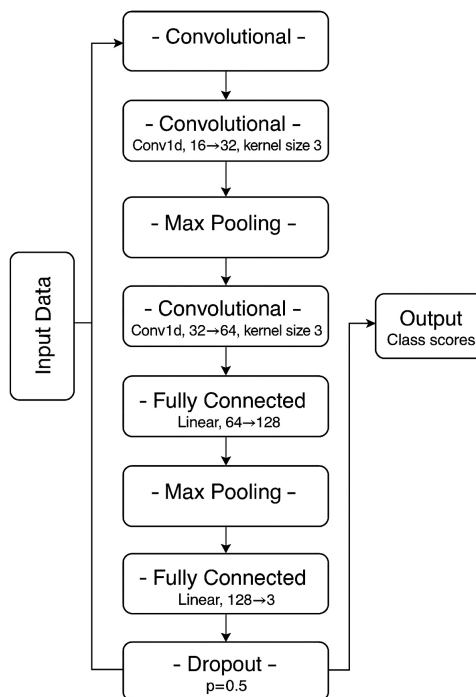 - Convolutional -
- Convolutional -
Conv1d, 16→32, kernel size 3
- Max Pooling -
Input Data
- Convolutional -
Conv1d, 32→64, kernel size 3
Output
Class scores
- Fully Connected
Linear, 64→128
- Max Pooling -
- Fully Connected
Linear, 128→3
- Dropout -
p=0.5